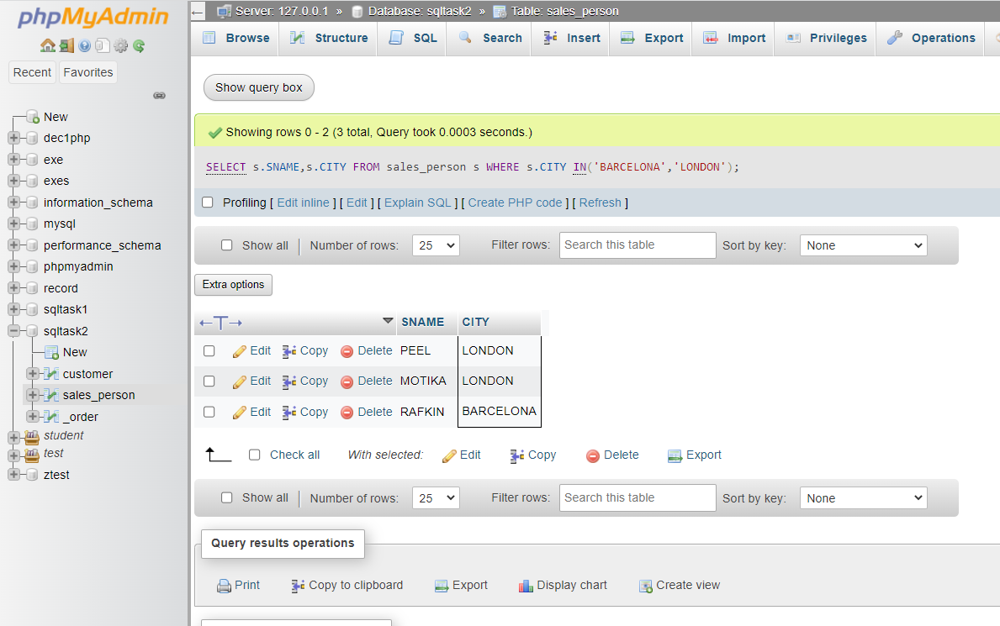 phpMyAdmin
Recent Favorites
New
dec1php
exe
exes
information_schema
mysql
performance_schema
phpmyadmin
record
sqltask1
sqltask2
New
customer
sales_person
_order
student
test
ztest
Server: 127.0.0.1 » Database: sqltask2 » Table: sales_person
Browse Structure SQL Search Insert Export Import Privileges Operations
Show query box
Showing rows 0 - 2 (3 total, Query took 0.0003 seconds.)
SELECT s.SNAME,s.CITY FROM sales_person s WHERE s.CITY IN('BARCELONA','LONDON');
Profiling [ Edit inline ] [ Edit ] [ Explain SQL ] [ Create PHP code ] [ Refresh ]
Show all | Number of rows: 25 Filter rows: Search this table Sort by key: None
Extra options
←T→ SNAME CITY
Edit Copy Delete PEEL LONDON
Edit Copy Delete MOTIKA LONDON
Edit Copy Delete RAFKIN BARCELONA
Check all With selected: Edit Copy Delete Export
Show all | Number of rows: 25 Filter rows: Search this table Sort by key: None
Query results operations
Print Copy to clipboard Export Display chart Create view